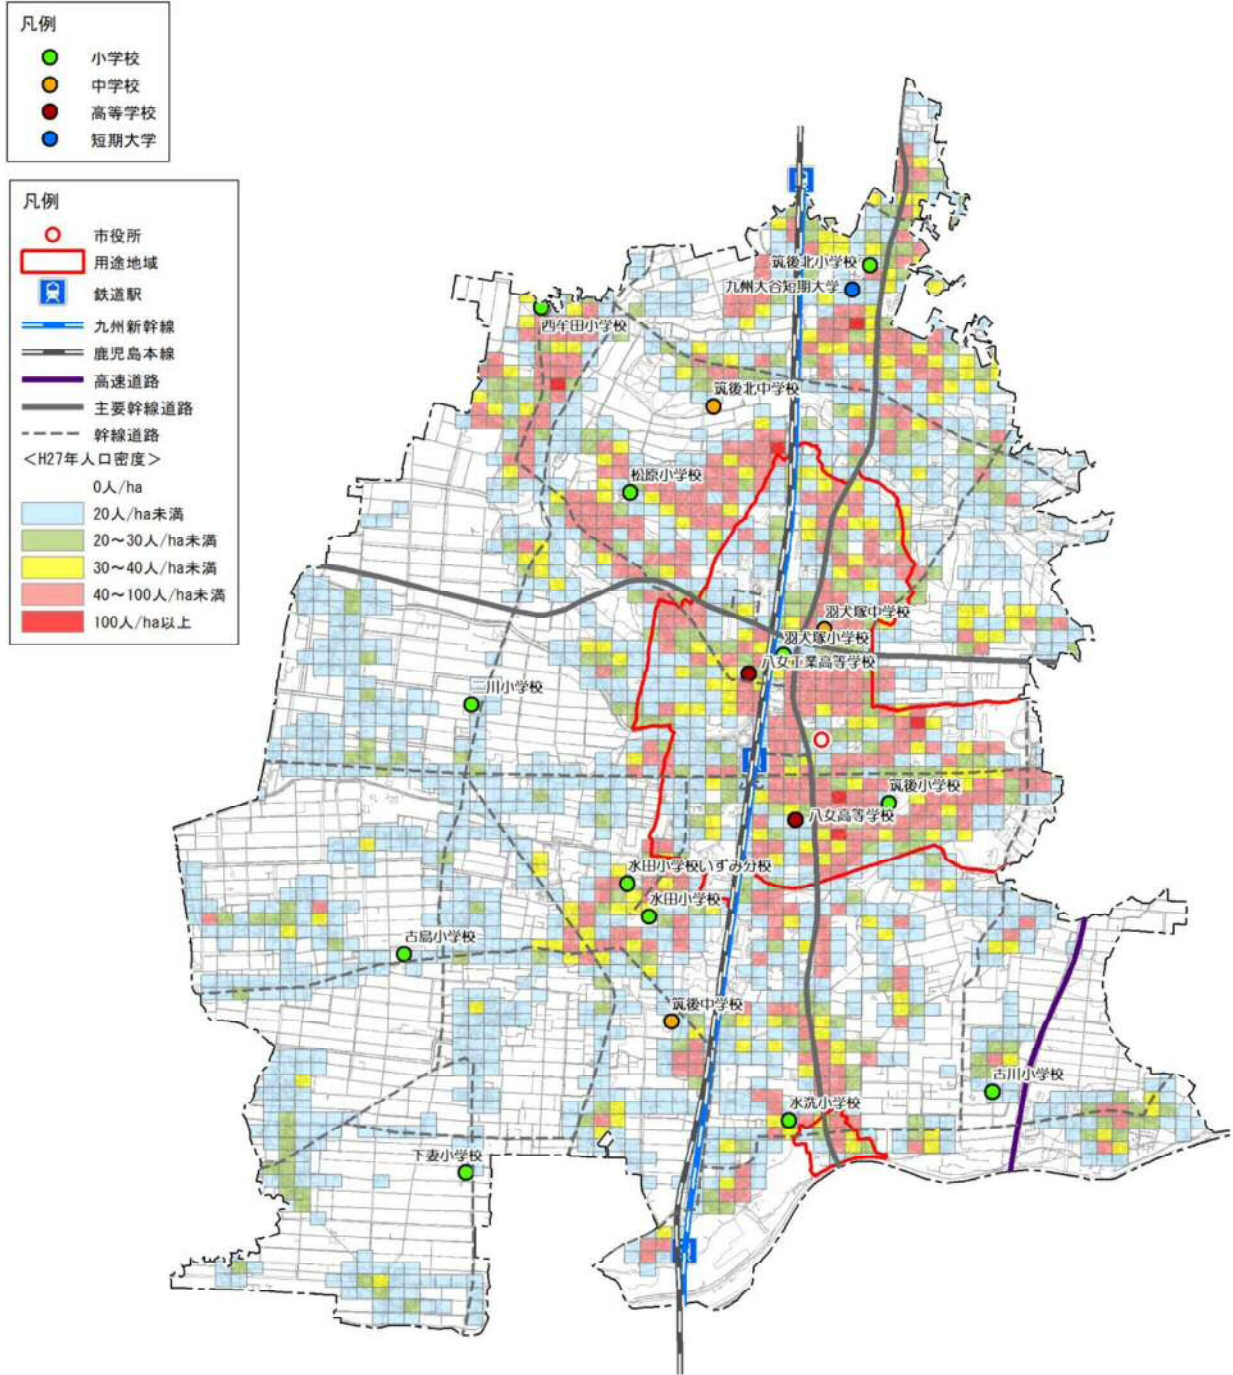 凡例
小学校
中学校
高等学校
短期大学
凡例
市役所
用途地域
鉄道駅
九州新幹線
鹿児島本線
高速道路
主要幹線道路
幹線道路
<H27年人口密度>
0人/ha
20人/ha未満
20～30人/ha未満
30～40人/ha未満
40～100人/ha未満
100人/ha以上
筑後北小学校
九州大谷短期大学
西牟田小学校
筑後北中学校
松原小学校
羽犬塚中学校
羽犬塚小学校
八女工業高等学校
二川小学校
筑後小学校
八女高等学校
水田小学校いずみ分校
水田小学校
古島小学校
筑後中学校
古川小学校
水洗小学校
下妻小学校